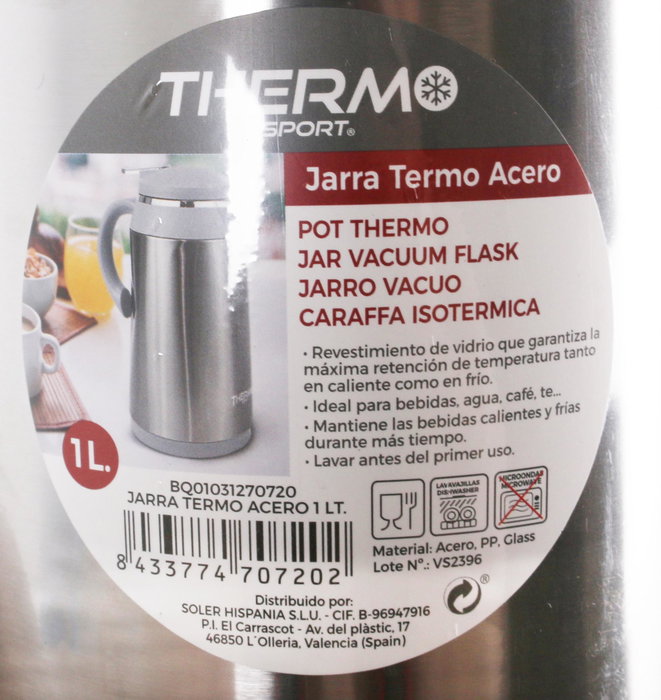 THERMO
SPORT®
Jarra Termo Acero
POT THERMO
JAR VACUUM FLASK
JARRO VACUO
CARAFFA ISOTERMICA
• Revestimiento de vidrio que garantiza la
máxima retención de temperatura tanto
en caliente como en frío.
• Ideal para bebidas, agua, café, te...
• Mantiene las bebidas calientes y frías
durante más tiempo.
• Lavar antes del primer uso.
THERMO
1 L.
BQ01031270720
JARRA TERMO ACERO 1 LT.
8 433774 707202
LAVAVAJILLAS
DISHWASHER
MICROONDAS
MICROWAVE
Material: Acero, PP, Glass
Lote Nº.: VS2396
®
Distribuido por:
SOLER HISPANIA S.L.U. - CIF. B-96947916
P.I. El Carrascot - Av. del plàstic, 17
46850 L´Olleria, Valencia (Spain)